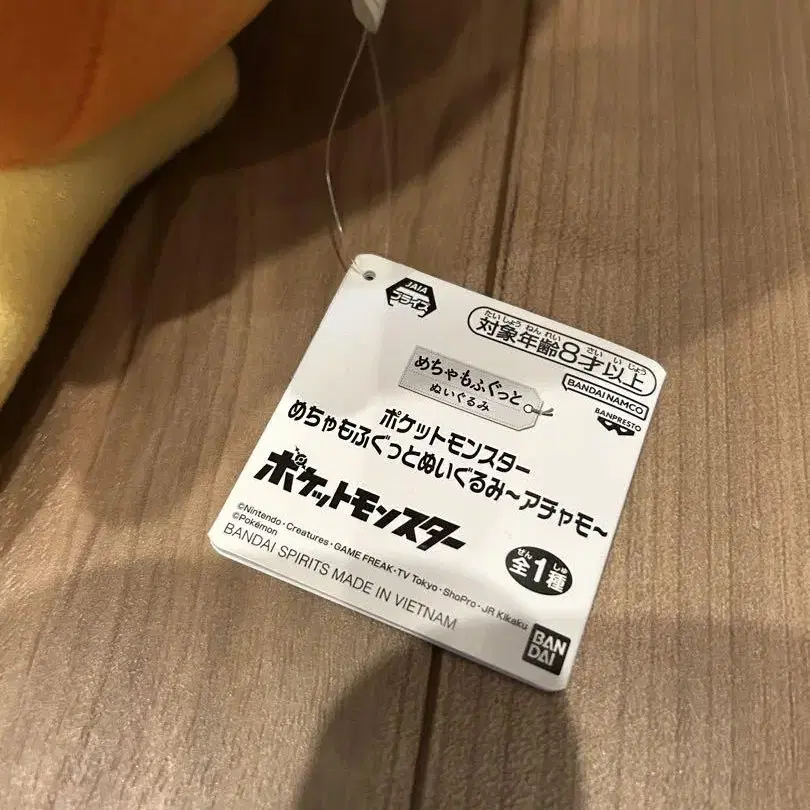 JAIA
プライズ
たいしょうねんれい さいいじょう
対象年齢8才以上
めちゃもふぐっと
ぬいぐるみ
BANDAI NAMCO
BANPRESTO
ポケットモンスター
めちゃもふぐっとぬいぐるみ～アチャモ～
ポケットモンスター
©Nintendo・Creatures・GAME FREAK・TV Tokyo・ShoPro・JR Kikaku
©Pokémon
BANDAI SPIRITS MADE IN VIETNAM
ぜん しゅ
全1種
BAN
DAI